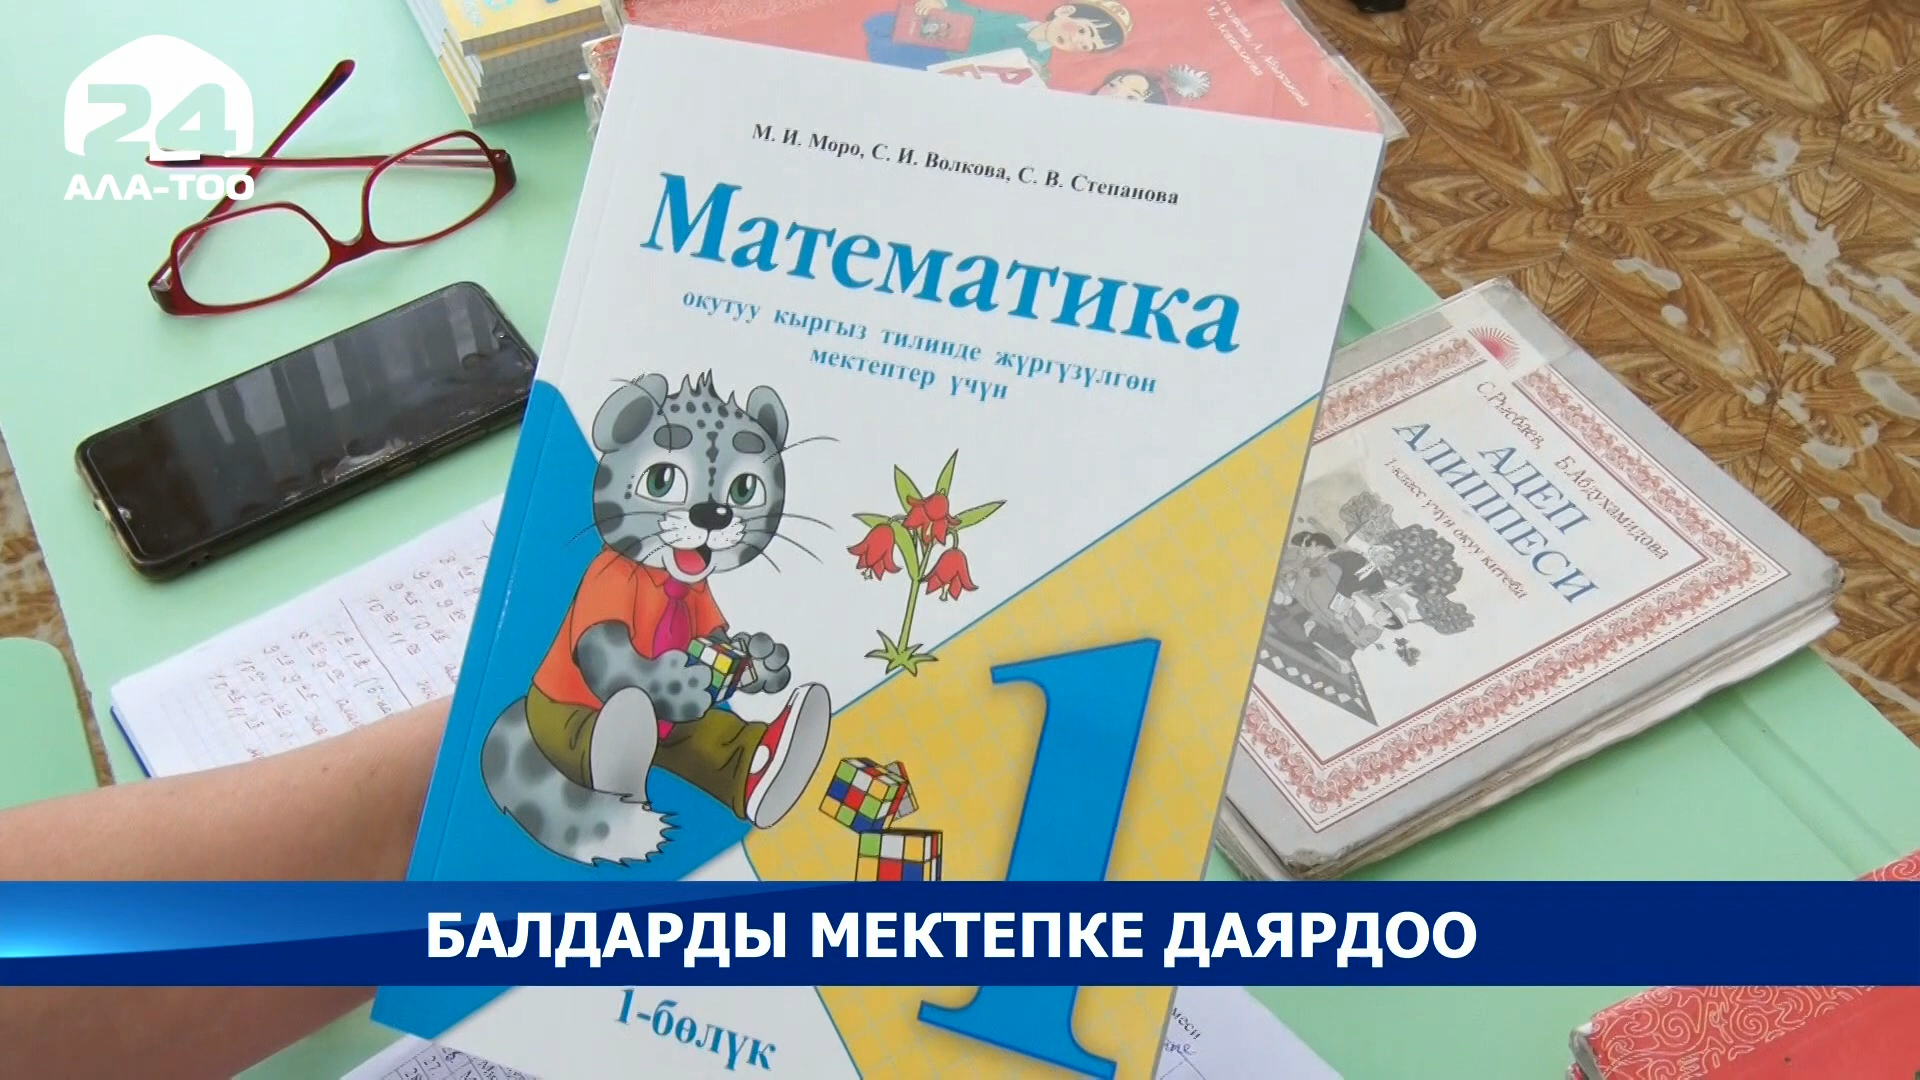 24
АЛА-ТОО
М. И. Моро, С. И. Волкова, С. В. Степанова
Математика
окутуу кыргыз тилинде жүргүзүлгөн
мектептер үчүн
1
С.Рысбаев, Б.Абдухамидова
АДЕП
АЛИППЕСИ
1-класс үчүн окуу китеби
БАЛДАРДЫ МЕКТЕПКЕ ДАЯРДОО
1-бөлүк